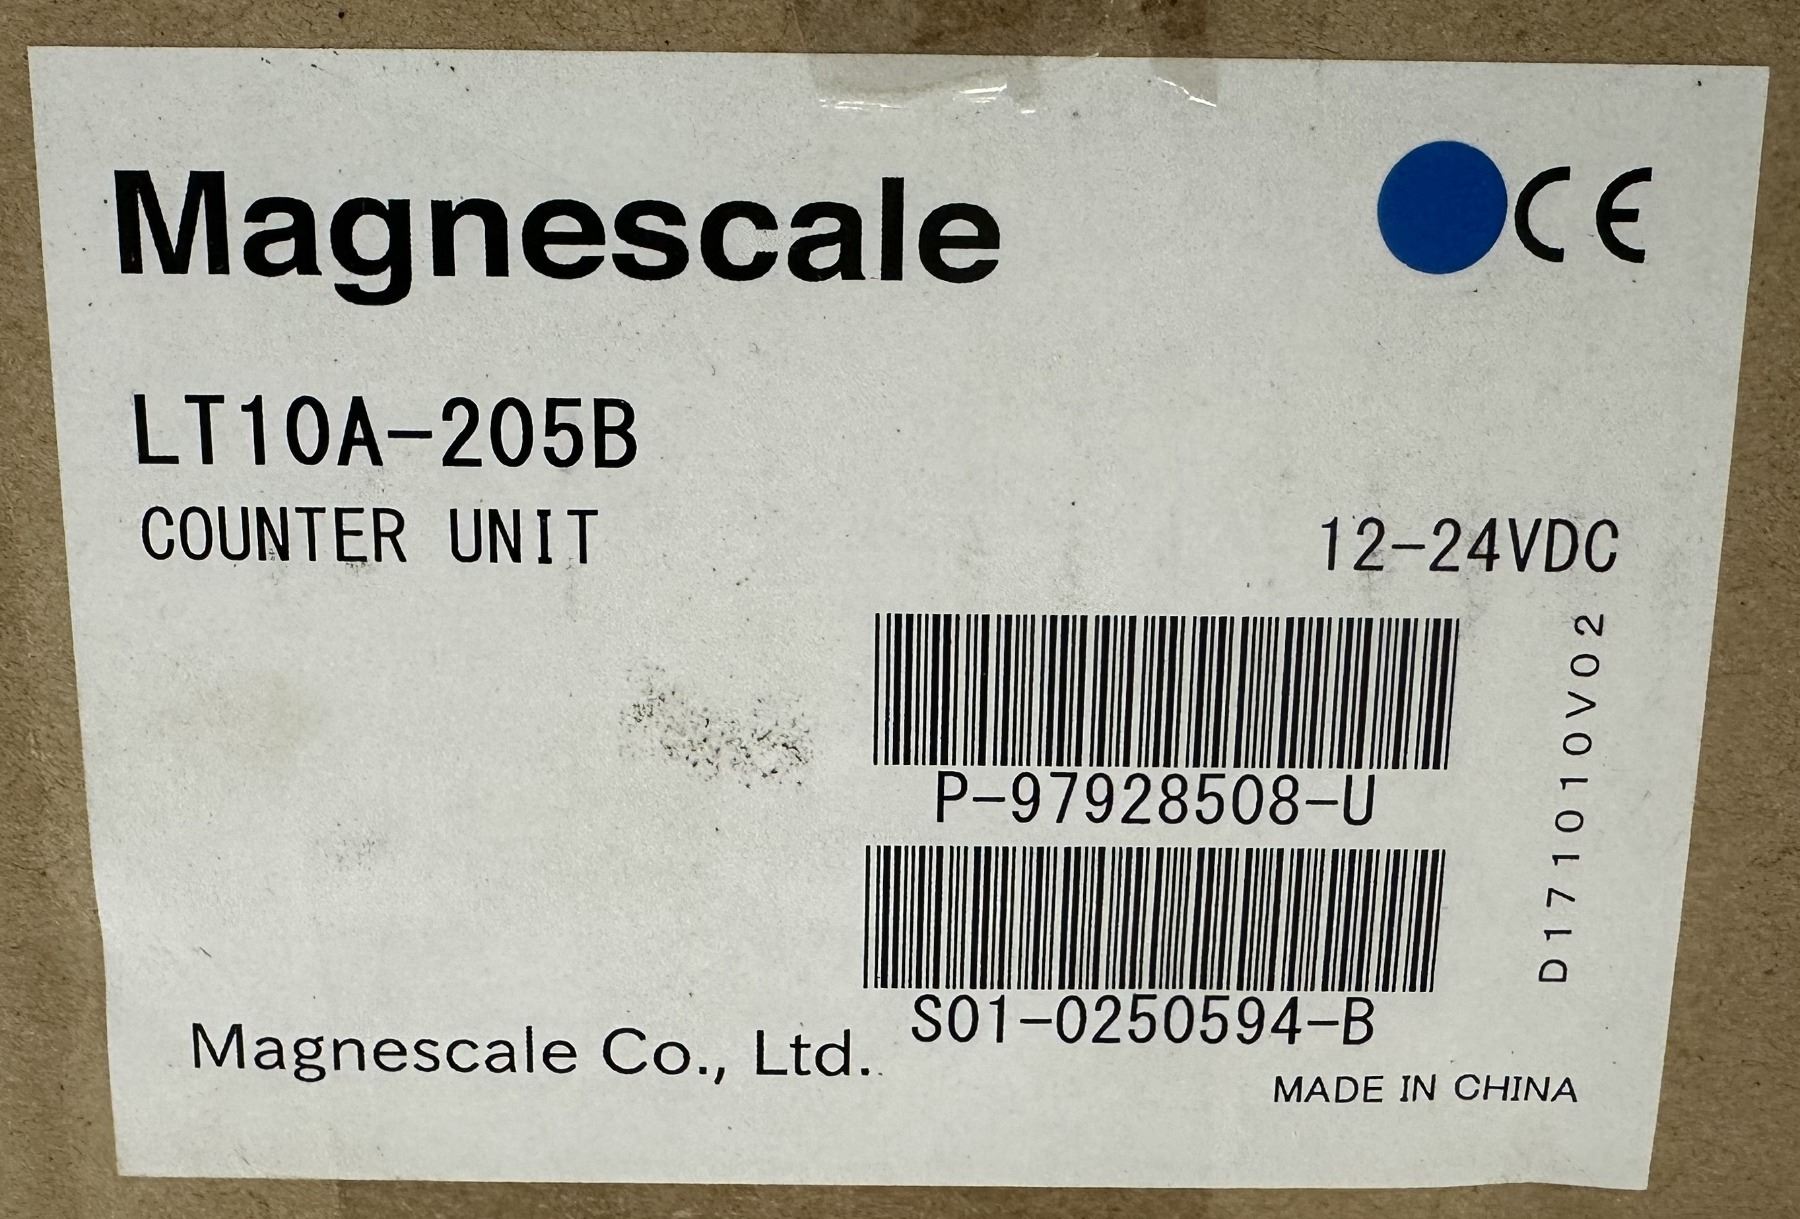 Magnescale
CE
LT10A-205B
COUNTER UNIT
12-24VDC
P-97928508-U
S01-0250594-B
D171010V02
Magnescale Co., Ltd.
MADE IN CHINA